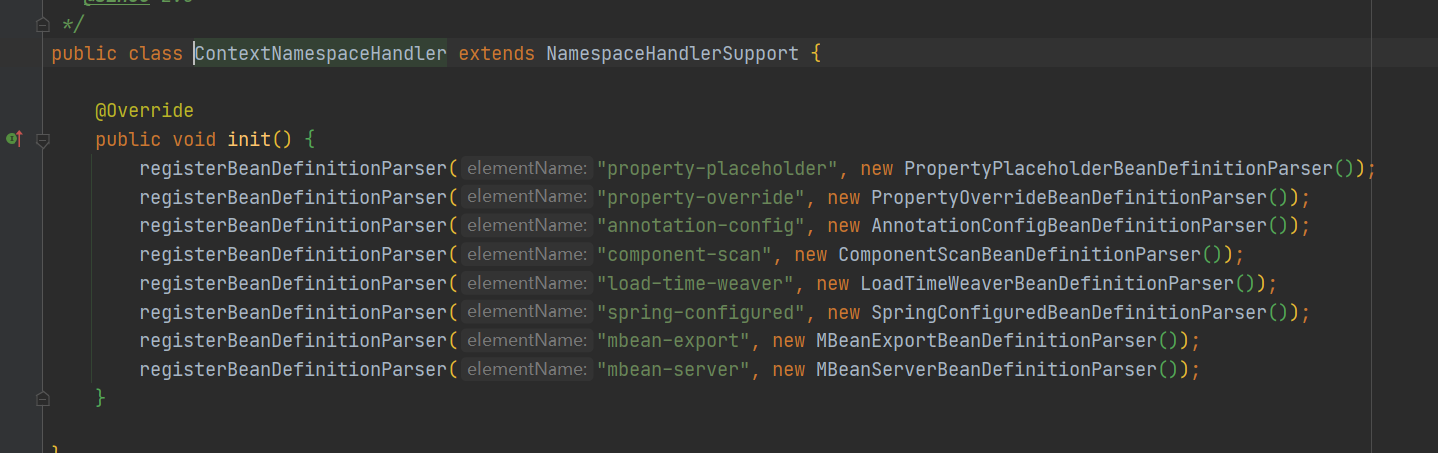 */
public class ContextNamespaceHandler extends NamespaceHandlerSupport {
@Override
public void init() {
registerBeanDefinitionParser( elementName: "property-placeholder", new PropertyPlaceholderBeanDefinitionParser());
registerBeanDefinitionParser( elementName: "property-override", new PropertyOverrideBeanDefinitionParser());
registerBeanDefinitionParser( elementName: "annotation-config", new AnnotationConfigBeanDefinitionParser());
registerBeanDefinitionParser( elementName: "component-scan", new ComponentScanBeanDefinitionParser());
registerBeanDefinitionParser( elementName: "load-time-weaver", new LoadTimeWeaverBeanDefinitionParser());
registerBeanDefinitionParser( elementName: "spring-configured", new SpringConfiguredBeanDefinitionParser());
registerBeanDefinitionParser( elementName: "mbean-export", new MBeanExportBeanDefinitionParser());
registerBeanDefinitionParser( elementName: "mbean-server", new MBeanServerBeanDefinitionParser());
}